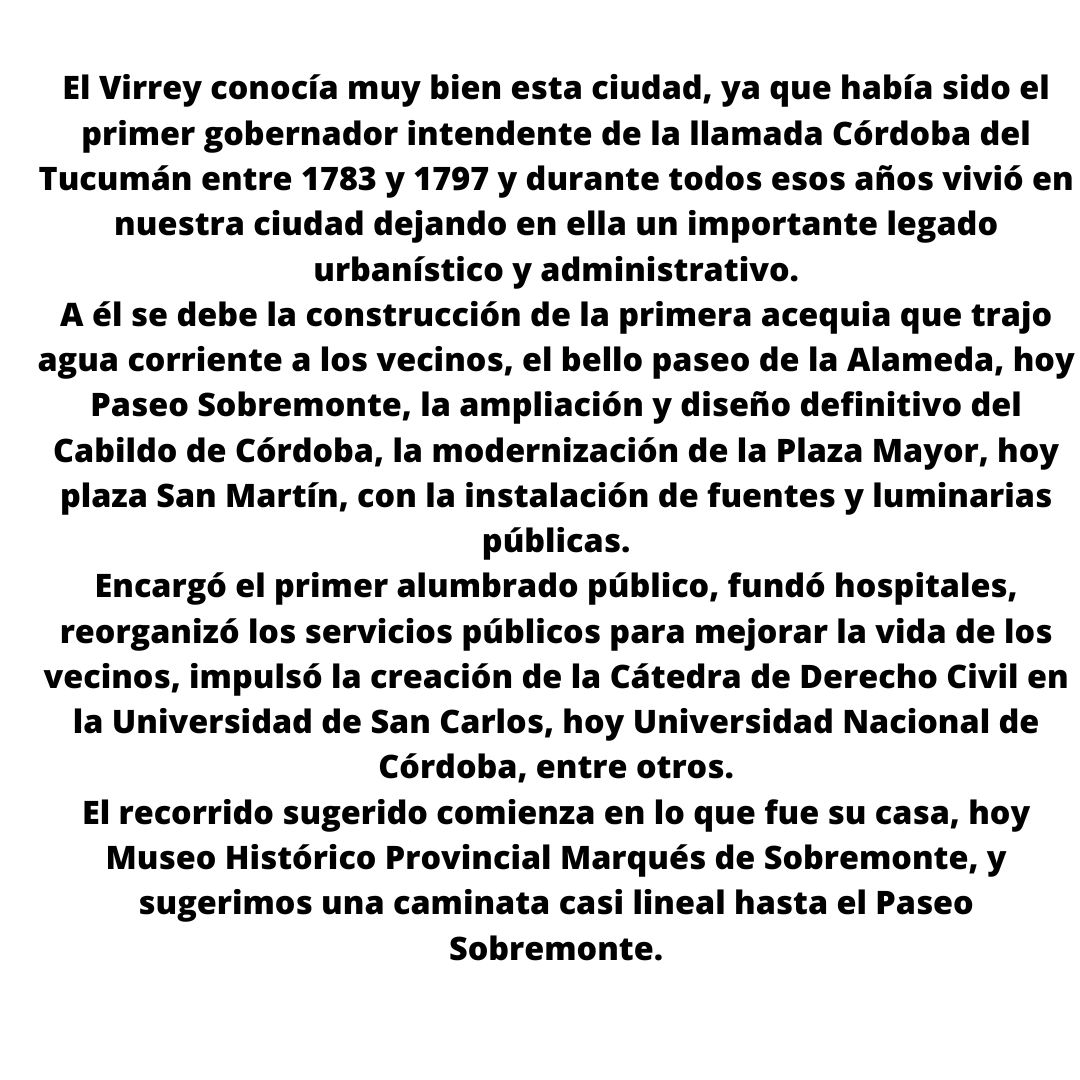 El Virrey conocía muy bien esta ciudad, ya que había sido el
primer gobernador intendente de la llamada Córdoba del
Tucumán entre 1783 y 1797 y durante todos esos años vivió en
nuestra ciudad dejando en ella un importante legado
urbanístico y administrativo.
A él se debe la construcción de la primera acequia que trajo
agua corriente a los vecinos, el bello paseo de la Alameda, hoy
Paseo Sobremonte, la ampliación y diseño definitivo del
Cabildo de Córdoba, la modernización de la Plaza Mayor, hoy
plaza San Martín, con la instalación de fuentes y luminarias
públicas.
Encargó el primer alumbrado público, fundó hospitales,
reorganizó los servicios públicos para mejorar la vida de los
vecinos, impulsó la creación de la Cátedra de Derecho Civil en
la Universidad de San Carlos, hoy Universidad Nacional de
Córdoba, entre otros.
El recorrido sugerido comienza en lo que fue su casa, hoy
Museo Histórico Provincial Marqués de Sobremonte, y
sugerimos una caminata casi lineal hasta el Paseo
Sobremonte.